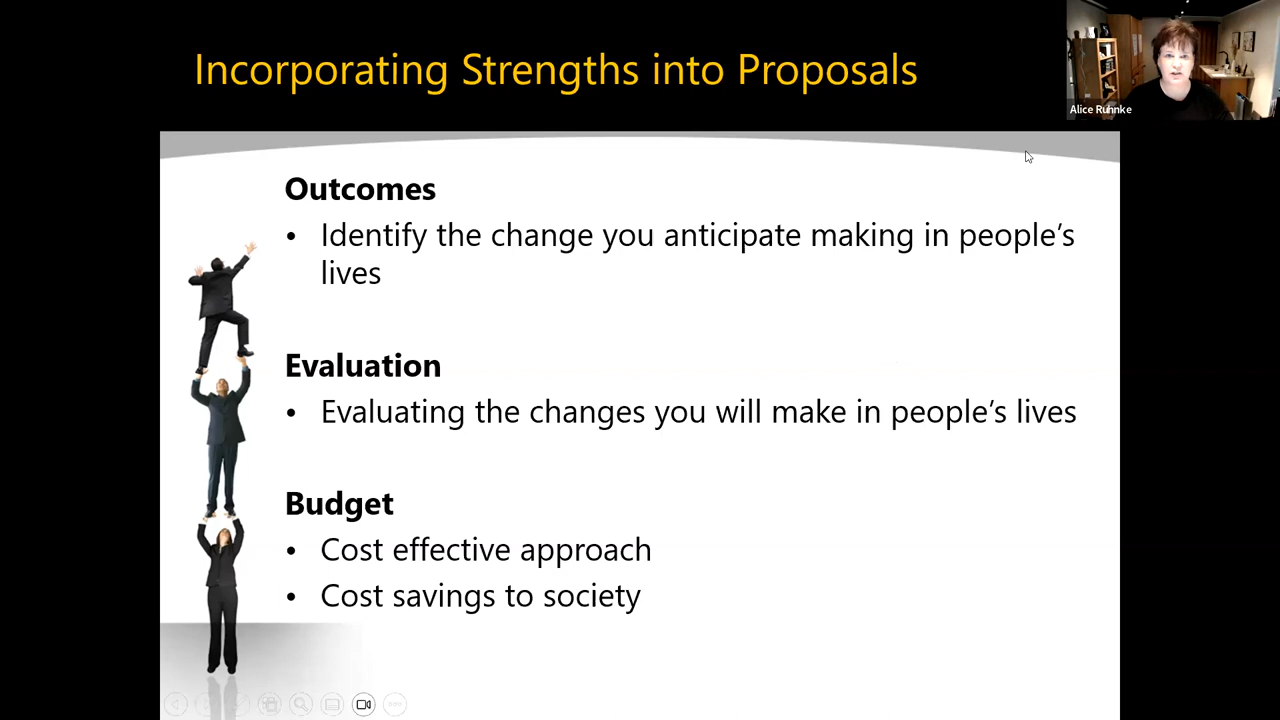 Incorporating Strengths into Proposals
Alice Ruhnke
Outcomes
• Identify the change you anticipate making in people’s
lives
Evaluation
• Evaluating the changes you will make in people’s lives
Budget
• Cost effective approach
• Cost savings to society